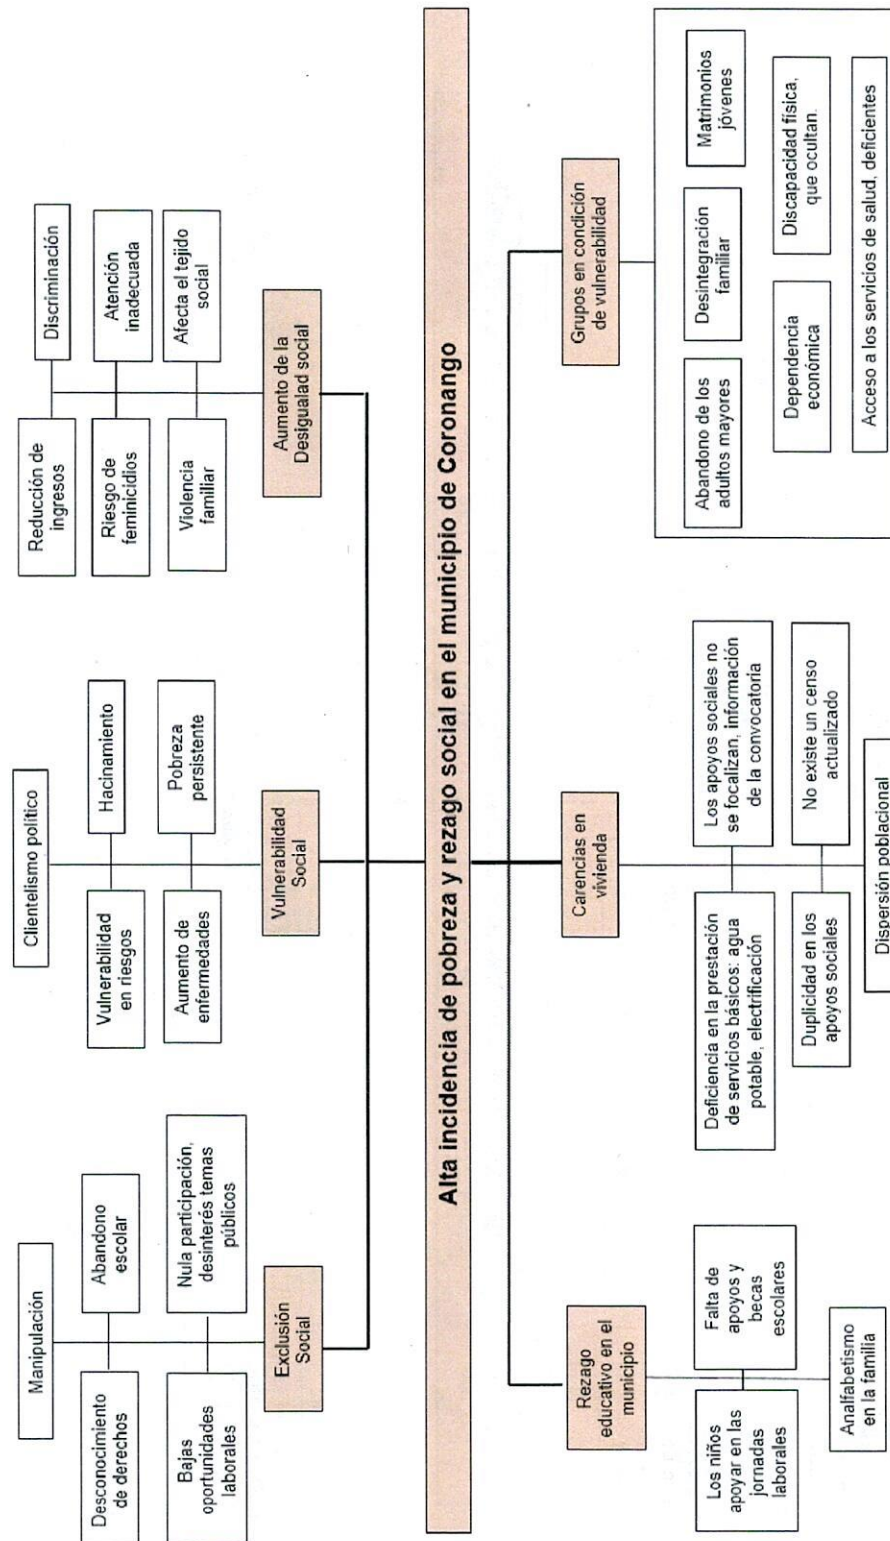 Manipulación
Desconocimiento
de derechos
Abandono
escolar
Bajas
oportunidades
laborales
Nula participación,
desinterés temas
públicos
Exclusión
Social
Clientelismo político
Vulnerabilidad
en riesgos
Hacinamiento
Aumento de
enfermedades
Pobreza
persistente
Vulnerabilidad
Social
Reducción de
ingresos
Discriminación
Riesgo de
feminicidios
Atención
inadecuada
Violencia
familiar
Afecta el tejido
social
Aumento de la
Desigualad social
Alta incidencia de pobreza y rezago social en el municipio de Coronango
Rezago
educativo en el
municipio
Los niños
apoyar en las
jornadas
laborales
Falta de
apoyos y
becas
escolares
Analfabetismo
en la familia
Carencias en
vivienda
Deficiencia en la prestación
de servicios básicos: agua
potable, electrificación
Los apoyos sociales no
se focalizan, información
de la convocatoria
Duplicidad en los
apoyos sociales
No existe un censo
actualizado
Dispersión poblacional
Grupos en condición
de vulnerabilidad
Abandono de los
adultos mayores
Desintegración
familiar
Matrimonios
jóvenes
Dependencia
económica
Discapacidad física,
que ocultan.
Acceso a los servicios de salud, deficientes